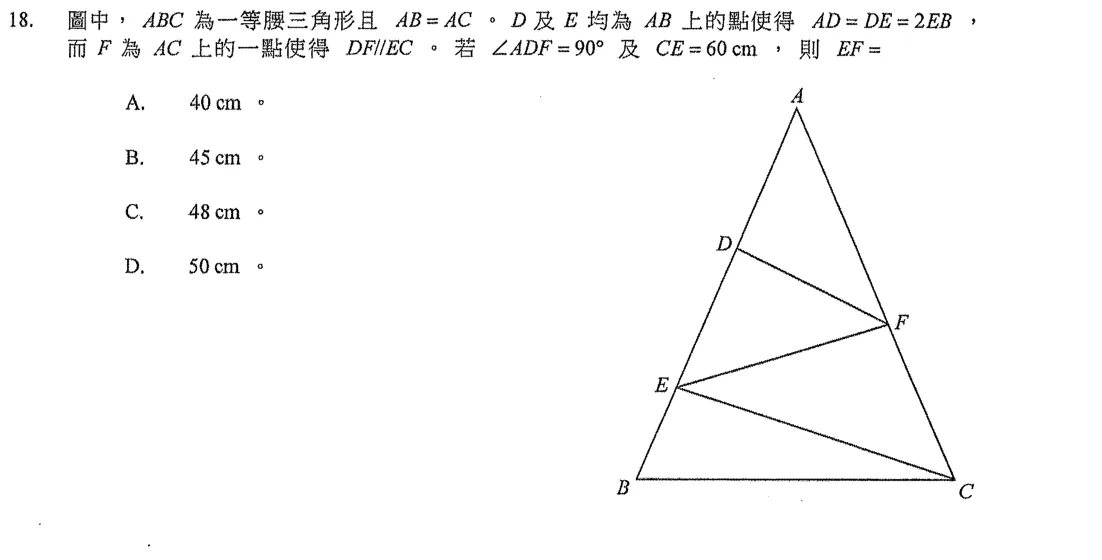 18. 圖中，ABC 為一等腰三角形且 AB = AC 。D 及 E 均為 AB 上的點使得 AD = DE = 2EB ，
而 F 為 AC 上的一點使得 DF//EC 。若 ∠ADF = 90° 及 CE = 60 cm ，則 EF =
A. 40 cm 。
B. 45 cm 。
C. 48 cm 。
D. 50 cm 。
A
D
F
E
B
C